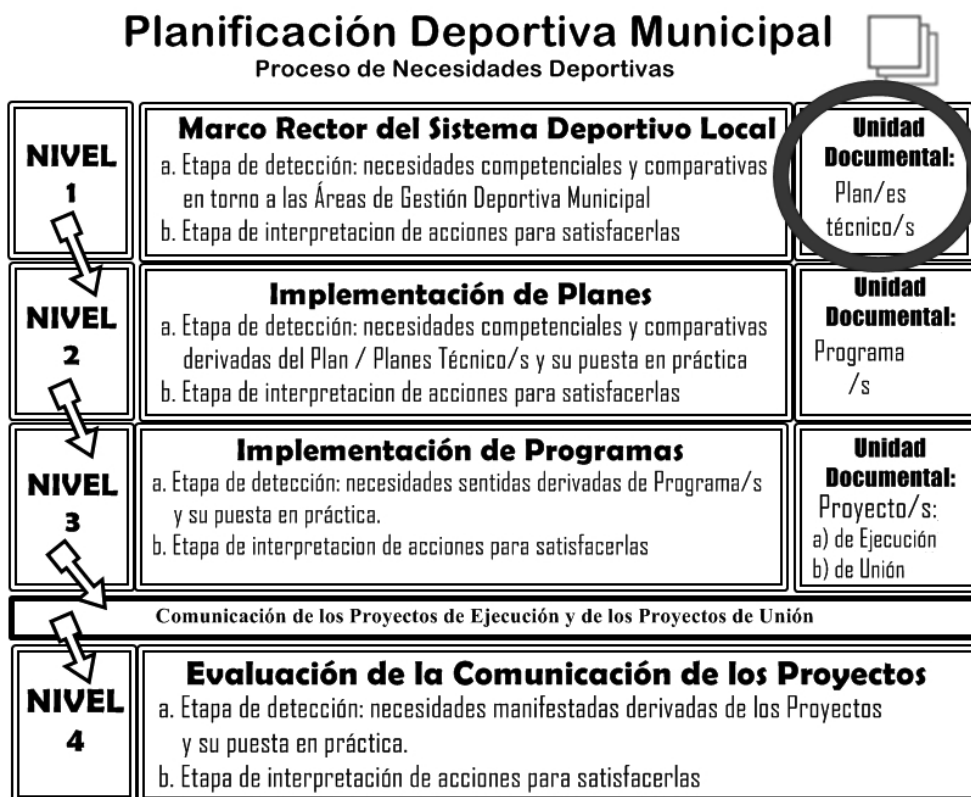 Planificación Deportiva Municipal
Proceso de Necesidades Deportivas
NIVEL
1
Marco Rector del Sistema Deportivo Local
a. Etapa de detección: necesidades competenciales y comparativas
en torno a las Áreas de Gestión Deportiva Municipal
b. Etapa de interpretacion de acciones para satisfacerlas
Unidad
Documental:
Plan/es
técnico/s
NIVEL
2
Implementación de Planes
a. Etapa de detección: necesidades competenciales y comparativas
derivadas del Plan / Planes Técnico/s y su puesta en práctica
b. Etapa de interpretacion de acciones para satisfacerlas
Unidad
Documental:
Programa
/s
NIVEL
3
Implementación de Programas
a. Etapa de detección: necesidades sentidas derivadas de Programa/s
y su puesta en práctica.
b. Etapa de interpretacion de acciones para satisfacerlas
Unidad
Documental:
Proyecto/s:
a) de Ejecución
b) de Unión
Comunicación de los Proyectos de Ejecución y de los Proyectos de Unión
NIVEL
4
Evaluación de la Comunicación de los Proyectos
a. Etapa de detección: necesidades manifestadas derivadas de los Proyectos
y su puesta en práctica.
b. Etapa de interpretación de acciones para satisfacerlas